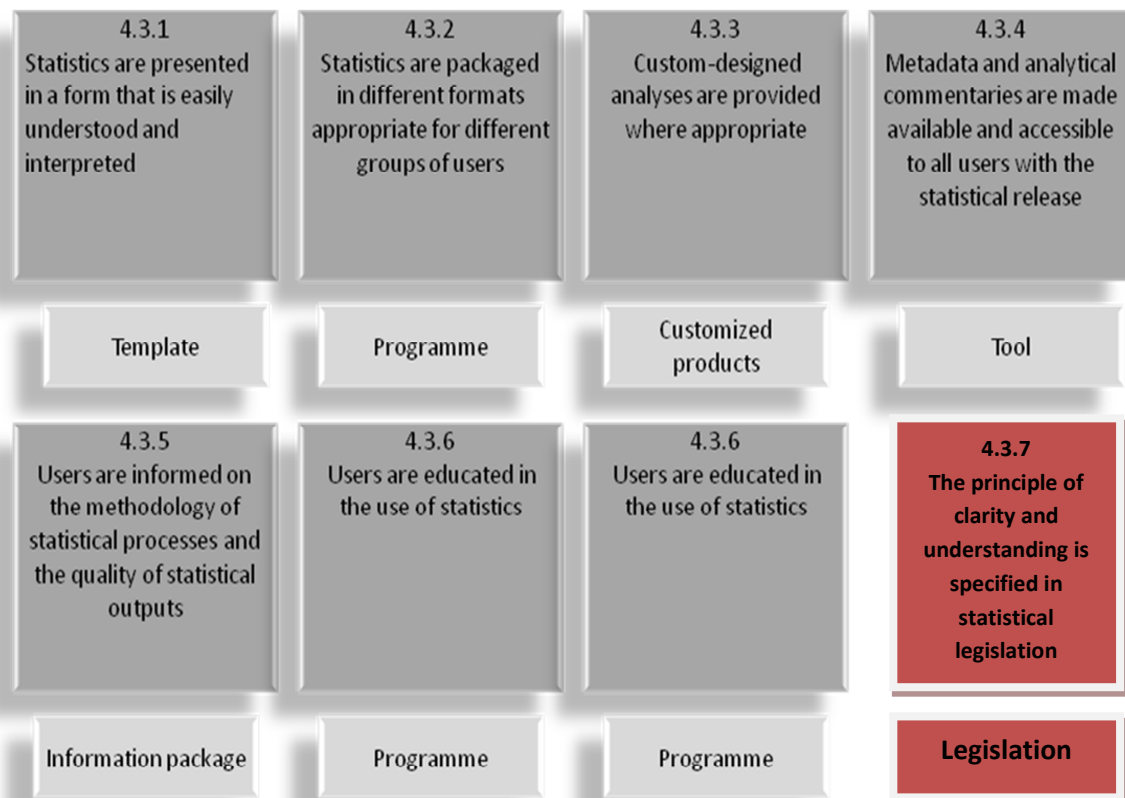 4.3.1
Statistics are presented
in a form that is easily
understood and
interpreted
4.3.2
Statistics are packaged
in different formats
appropriate for different
groups of users
4.3.3
Custom-designed
analyses are provided
where appropriate
4.3.4
Metadata and analytical
commentaries are made
available and accessible
to all users with the
statistical release
Template
Programme
Customized
products
Tool
4.3.5
Users are informed on
the methodology of
statistical processes and
the quality of statistical
outputs
4.3.6
Users are educated in
the use of statistics
4.3.6
Users are educated in
the use of statistics
4.3.7
The principle of
clarity and
understanding is
specified in
statistical
legislation
Information package
Programme
Programme
Legislation